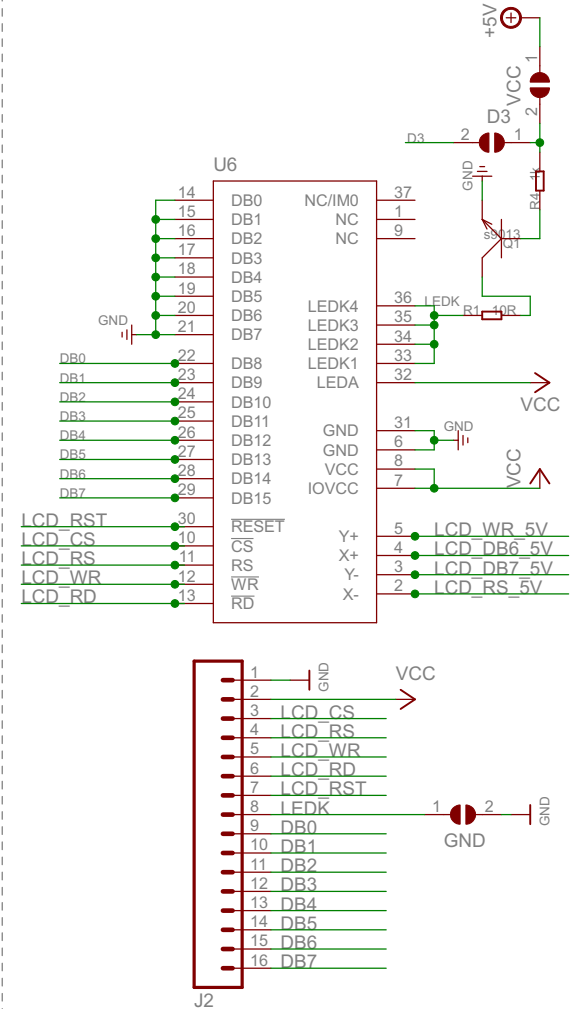 +5V
1
VCC
2
D3
D3 2 1
GND
R4 1k
s9013
Q1
U6
14 DB0 NC/IM0 37
15 DB1 NC 1
16 DB2 NC 9
17 DB3
18 DB4
19 DB5 LEDK4 36 LEDK R1 10R
20 DB6 LEDK3 35
GND 21 DB7 LEDK2 34
DB0 22 DB8 LEDK1 33
DB1 23 DB9 LEDA 32
VCC
DB2 24 DB10
DB3 25 DB11 GND 31 GND
DB4 26 DB12 GND 6
DB5 27 DB13 VCC 8 VCC
DB6 28 DB14 IOVCC 7
DB7 29 DB15
LCD_RST 30 RESET Y+ 5 LCD_WR_5V
LCD_CS 10 CS X+ 4 LCD_DB6_5V
LCD_RS 11 RS Y- 3 LCD_DB7_5V
LCD_WR 12 WR X- 2 LCD_RS_5V
LCD_RD 13 RD
1 GND
2 VCC
3 LCD_CS
4 LCD_RS
5 LCD_WR
6 LCD_RD
7 LCD_RST
8 LEDK 1 2 GND
GND
9 DB0
10 DB1
11 DB2
12 DB3
13 DB4
14 DB5
15 DB6
16 DB7
J2